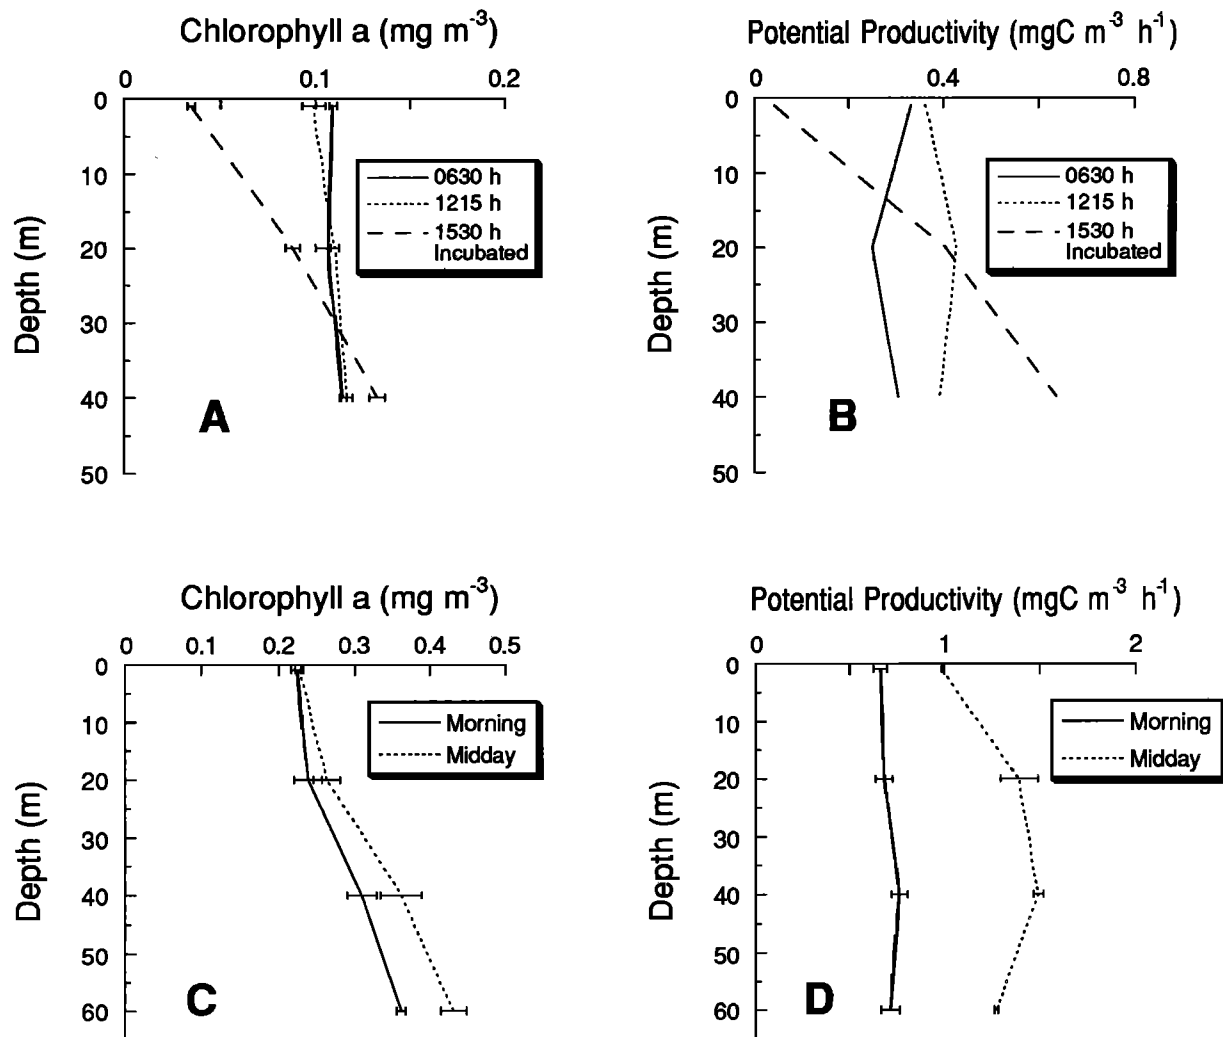 Chlorophyll a (mg m-3)
0 0.1 0.2
0
10
20
30
40
50
Depth (m)
0630 h
1215 h
1530 h
Incubated
A
Potential Productivity (mgC m-3 h-1)
0 0.4 0.8
0
10
20
30
40
50
Depth (m)
0630 h
1215 h
1530 h
Incubated
B
Chlorophyll a (mg m-3)
0 0.1 0.2 0.3 0.4 0.5
0
10
20
30
40
50
60
Depth (m)
Morning
Midday
C
Potential Productivity (mgC m-3 h-1)
0 1 2
0
10
20
30
40
50
60
Depth (m)
Morning
Midday
D